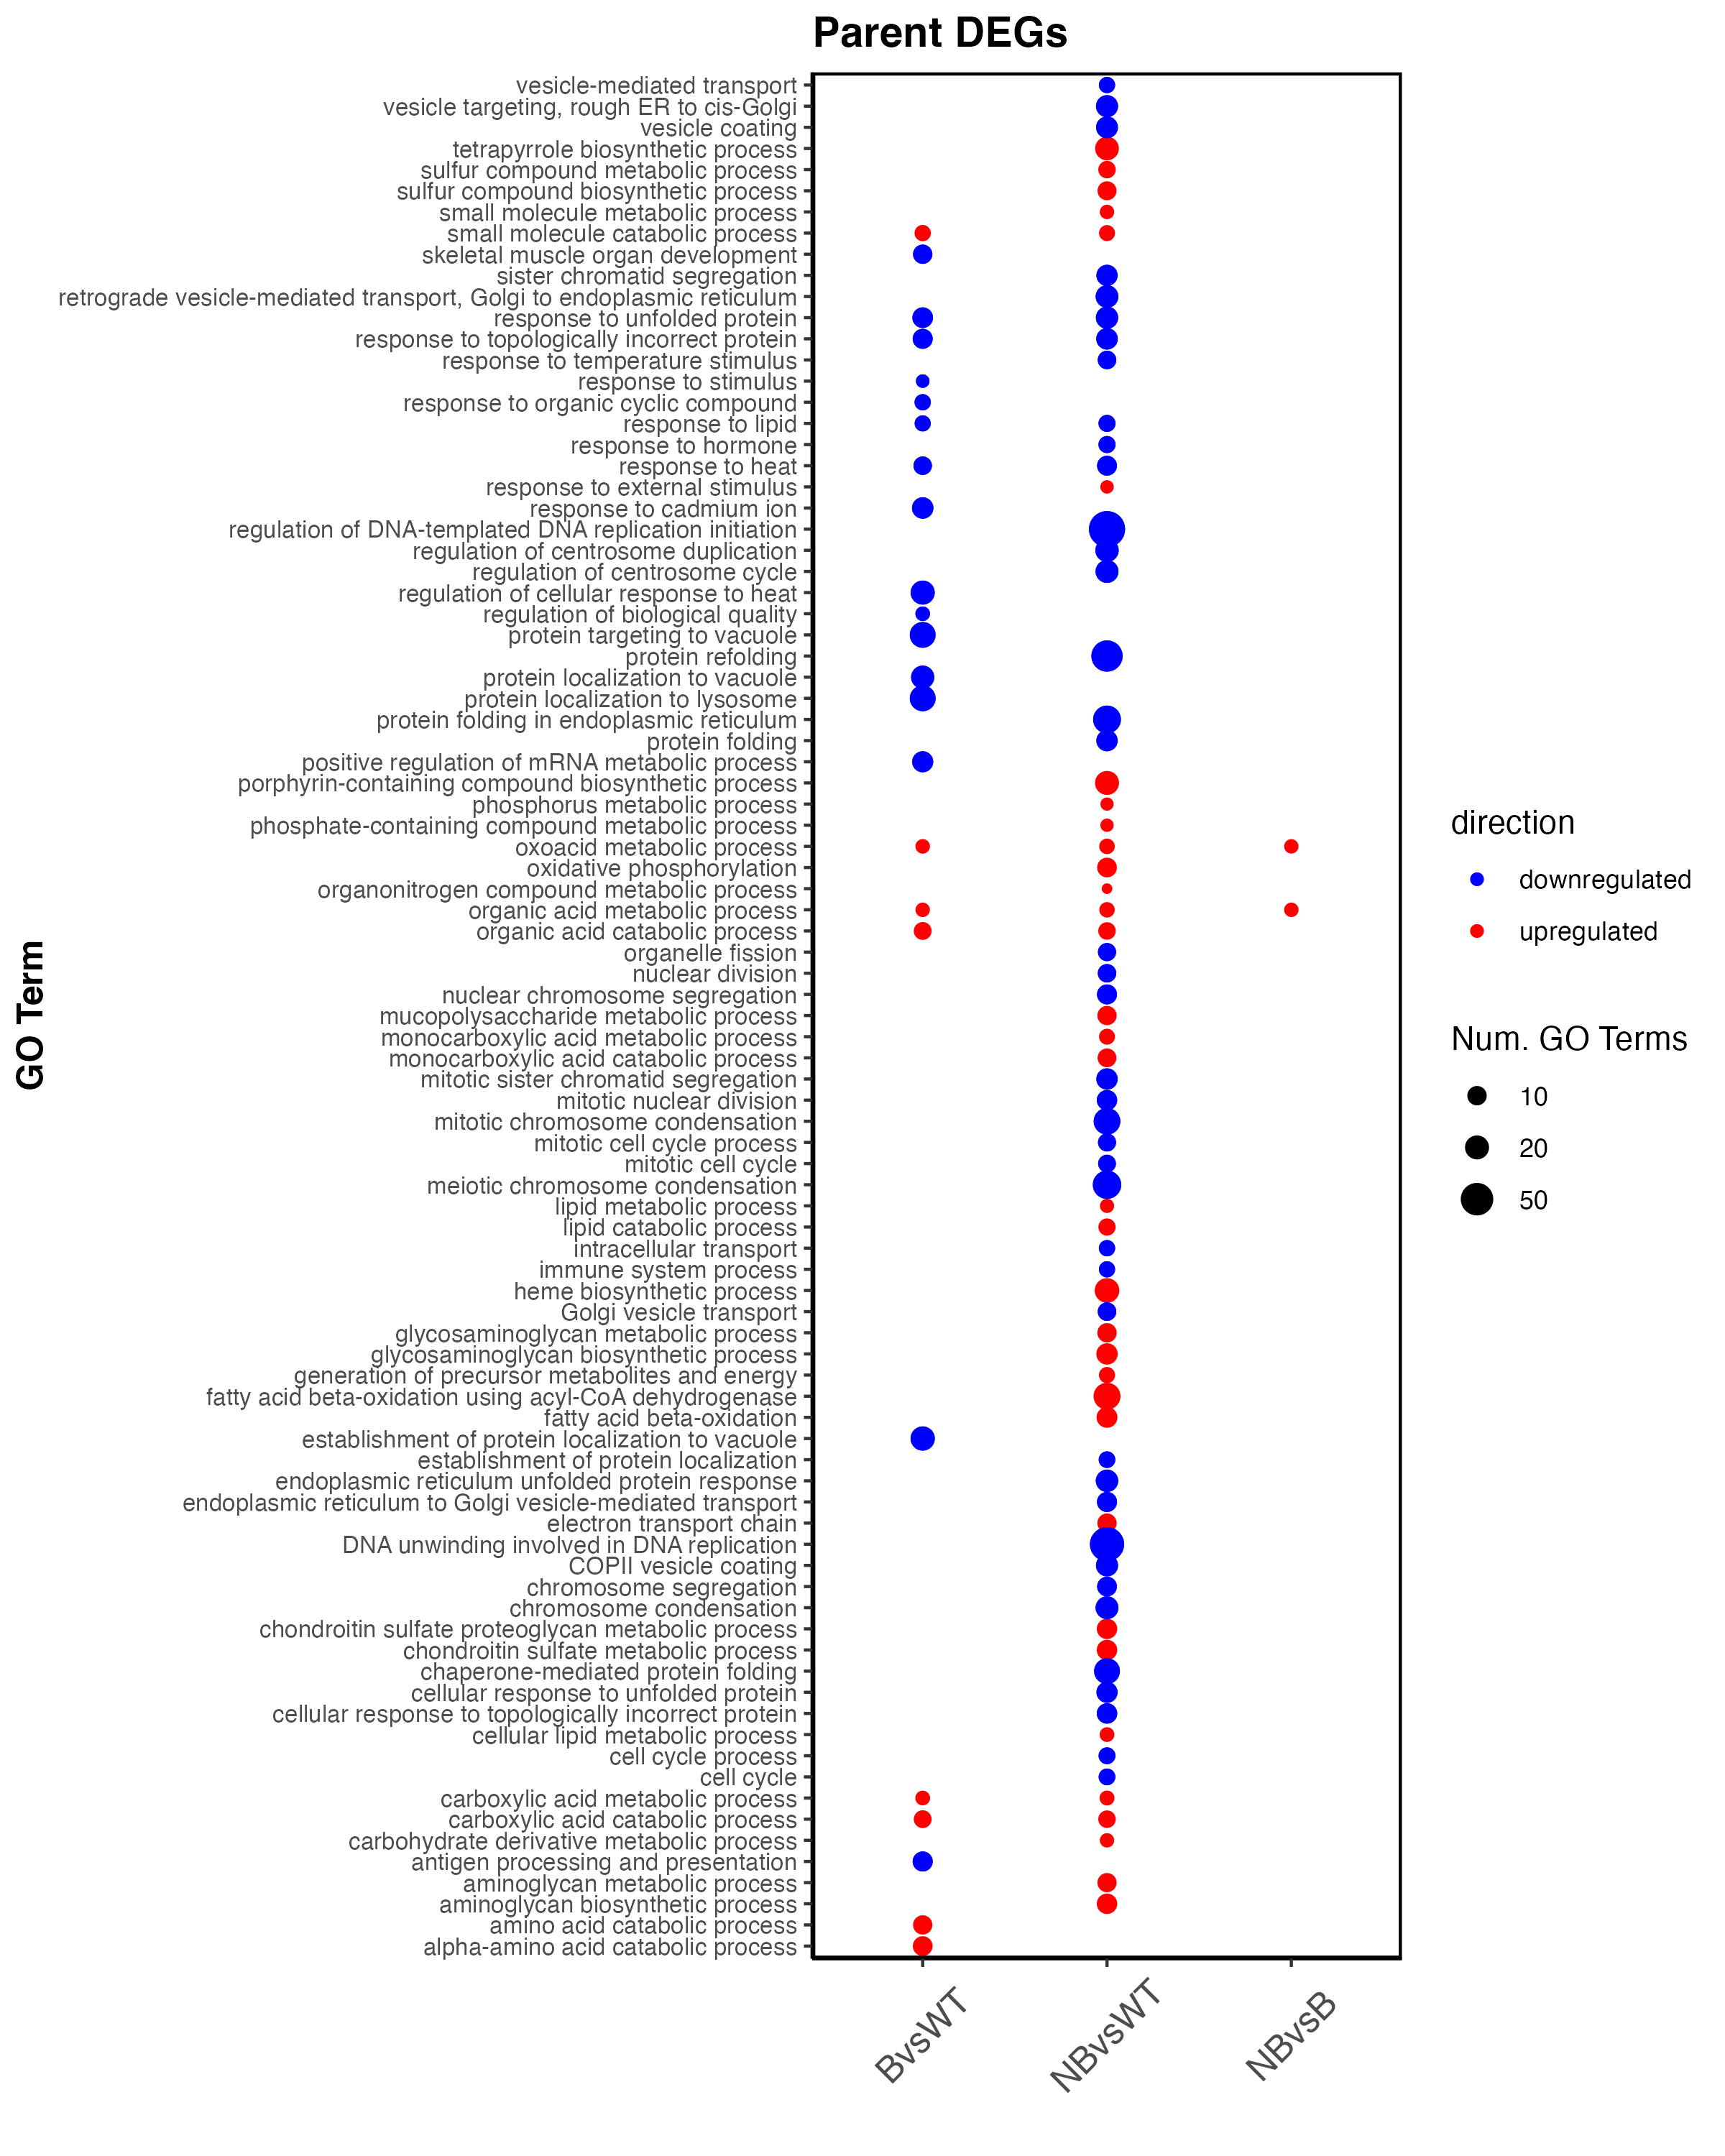 Parent DEGs
vesicle-mediated transport
vesicle targeting, rough ER to cis-Golgi
vesicle coating
tetrapyrrole biosynthetic process
sulfur compound metabolic process
sulfur compound biosynthetic process
small molecule metabolic process
small molecule catabolic process
skeletal muscle organ development
sister chromatid segregation
retrograde vesicle-mediated transport, Golgi to endoplasmic reticulum
response to unfolded protein
response to topologically incorrect protein
response to temperature stimulus
response to stimulus
response to organic cyclic compound
response to lipid
response to hormone
response to heat
response to external stimulus
response to cadmium ion
regulation of DNA-templated DNA replication initiation
regulation of centrosome duplication
regulation of centrosome cycle
regulation of cellular response to heat
regulation of biological quality
protein targeting to vacuole
protein refolding
protein localization to vacuole
protein localization to lysosome
protein folding in endoplasmic reticulum
protein folding
positive regulation of mRNA metabolic process
porphyrin-containing compound biosynthetic process
phosphorus metabolic process
phosphate-containing compound metabolic process
oxoacid metabolic process
oxidative phosphorylation
organonitrogen compound metabolic process
organic acid metabolic process
organic acid catabolic process
organelle fission
nuclear division
nuclear chromosome segregation
mucopolysaccharide metabolic process
monocarboxylic acid metabolic process
monocarboxylic acid catabolic process
mitotic sister chromatid segregation
mitotic nuclear division
mitotic chromosome condensation
mitotic cell cycle process
mitotic cell cycle
meiotic chromosome condensation
lipid metabolic process
lipid catabolic process
intracellular transport
immune system process
heme biosynthetic process
Golgi vesicle transport
glycosaminoglycan metabolic process
glycosaminoglycan biosynthetic process
generation of precursor metabolites and energy
fatty acid beta-oxidation using acyl-CoA dehydrogenase
fatty acid beta-oxidation
establishment of protein localization to vacuole
establishment of protein localization
endoplasmic reticulum unfolded protein response
endoplasmic reticulum to Golgi vesicle-mediated transport
electron transport chain
DNA unwinding involved in DNA replication
COPII vesicle coating
chromosome segregation
chromosome condensation
chondroitin sulfate proteoglycan metabolic process
chondroitin sulfate metabolic process
chaperone-mediated protein folding
cellular response to unfolded protein
cellular response to topologically incorrect protein
cellular lipid metabolic process
cell cycle process
cell cycle
carboxylic acid metabolic process
carboxylic acid catabolic process
carbohydrate derivative metabolic process
antigen processing and presentation
aminoglycan metabolic process
aminoglycan biosynthetic process
amino acid catabolic process
alpha-amino acid catabolic process
GO Term
BvsWT
NBvsWT
NBvsB
direction
downregulated
upregulated
Num. GO Terms
10
20
50